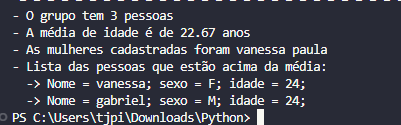 - O grupo tem 3 pessoas
- A média de idade é de 22.67 anos
- As mulheres cadastradas foram vanessa paula
- Lista das pessoas que estão acima da média:
-> Nome = vanessa; sexo = F; idade = 24;
-> Nome = gabriel; sexo = M; idade = 24;
PS C:\Users\tjpi\Downloads\Python>